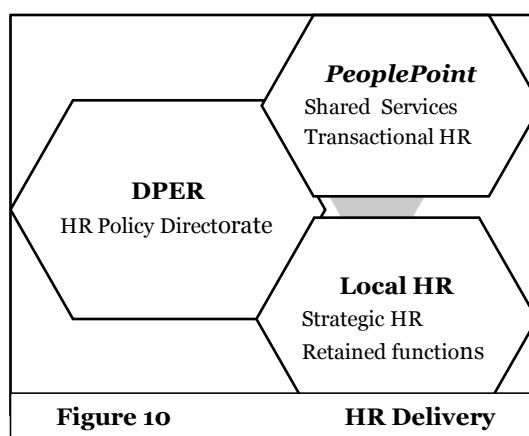 PeoplePoint
Shared Services
Transactional HR
DPER
HR Policy Directorate
Local HR
Strategic HR
Retained functions
Figure 10 HR Delivery